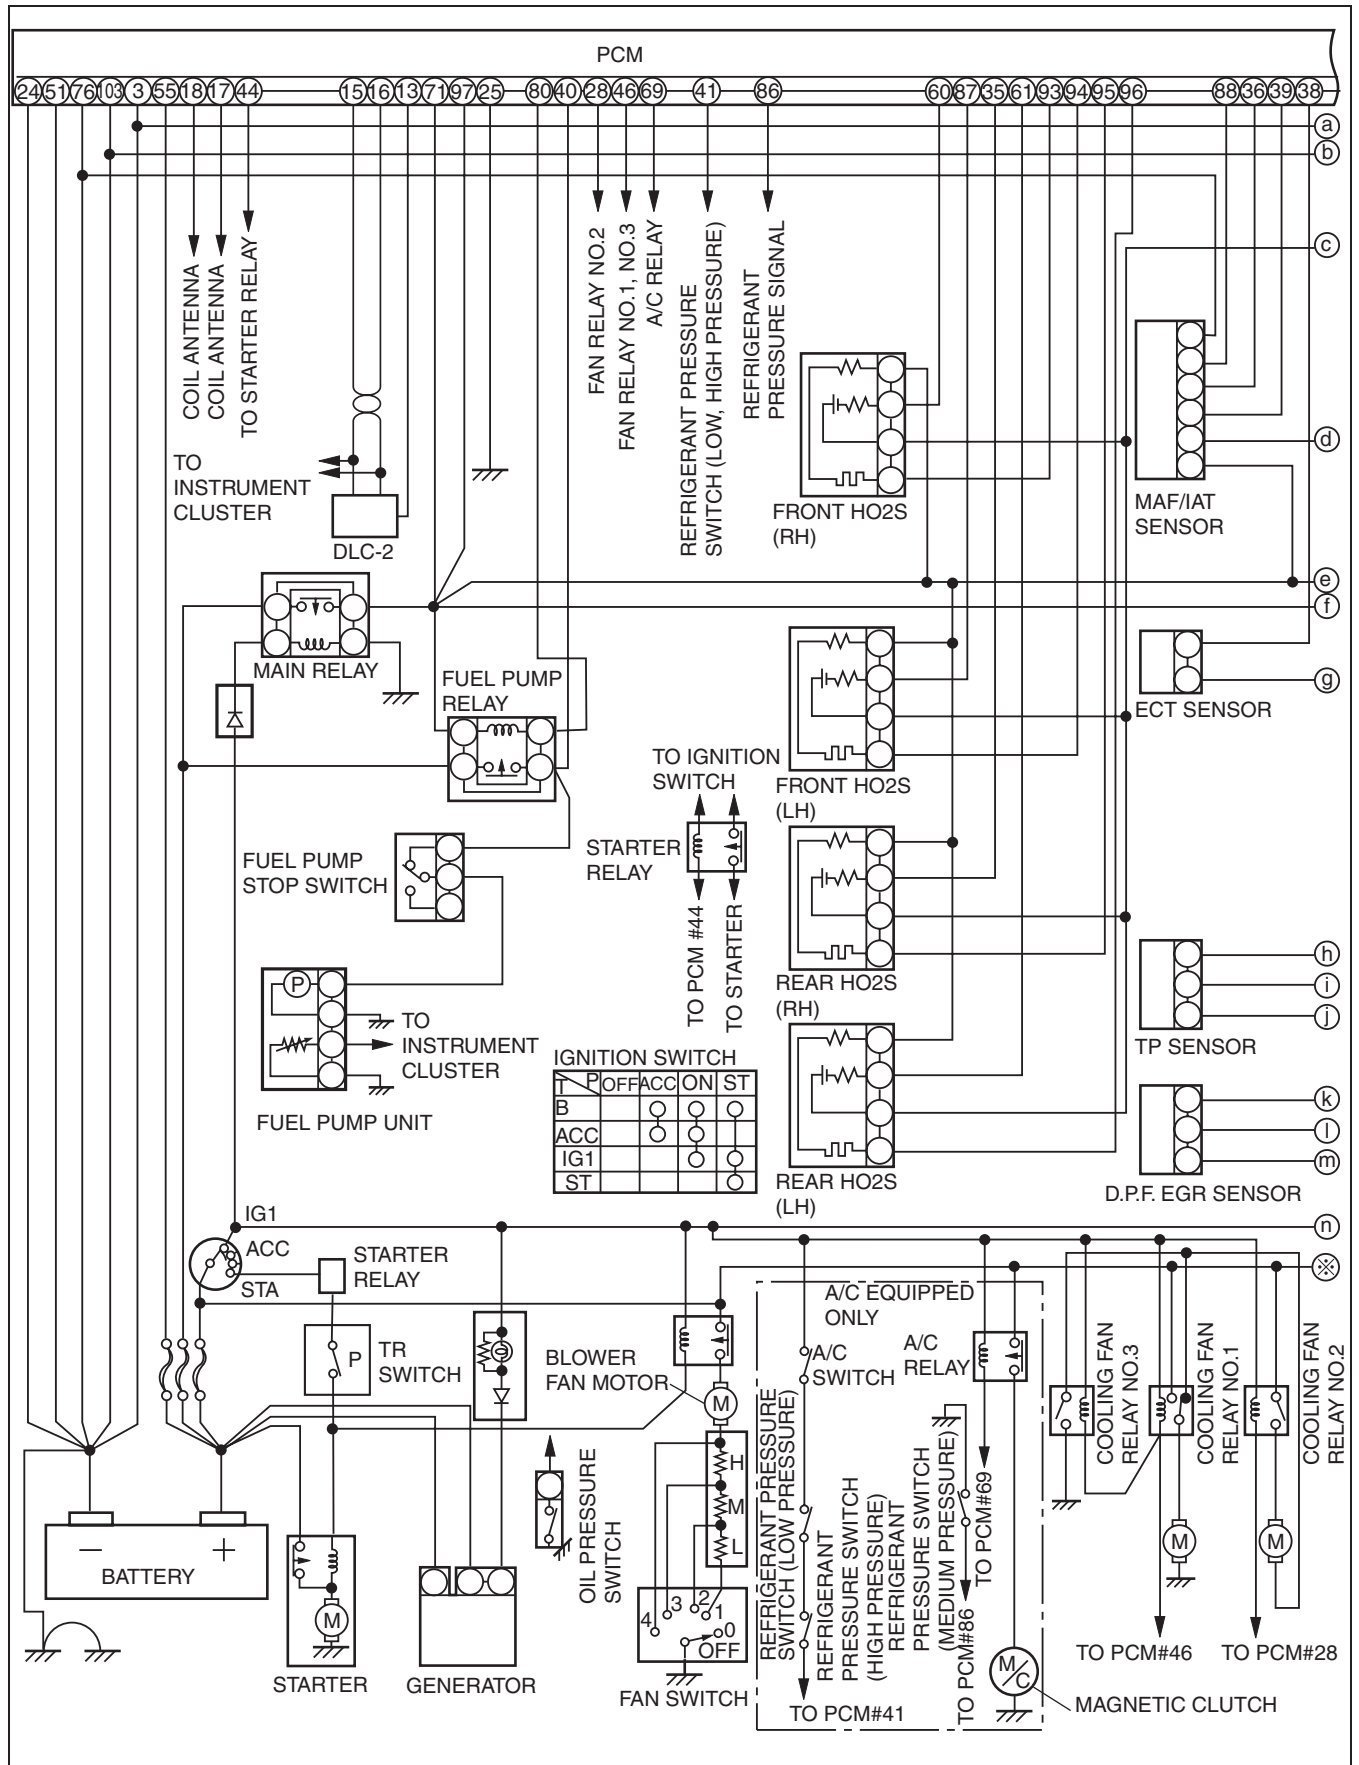 PCM
24 51 76 103 3 55 18 17 44 15 16 13 71 97 25 80 40 28 46 69 41 86 60 87 35 61 93 94 95 96 88 36 39 38
a
b
c
COIL ANTENNA
COIL ANTENNA
TO STARTER RELAY
FAN RELAY NO.2
FAN RELAY NO.1, NO.3
A/C RELAY
REFRIGERANT PRESSURE
SWITCH (LOW, HIGH PRESSURE)
REFRIGERANT
PRESSURE SIGNAL
d
TO
INSTRUMENT
CLUSTER
DLC-2
FRONT HO2S
(RH)
MAF/IAT
SENSOR
e
f
MAIN RELAY
FUEL PUMP
RELAY
g
ECT SENSOR
TO IGNITION
SWITCH
STARTER
RELAY
TO PCM #44
TO STARTER
FRONT HO2S
(LH)
FUEL PUMP
STOP SWITCH
REAR HO2S
(RH)
h
i
j
TP SENSOR
P
TO
INSTRUMENT
CLUSTER
FUEL PUMP UNIT
IGNITION SWITCH
T P OFF ACC ON ST
B
ACC
IG1
ST
REAR HO2S
(LH)
k
l
m
D.P.F. EGR SENSOR
IG1
n
ACC
STA
STARTER
RELAY
※
A/C EQUIPPED
ONLY
P
TR
SWITCH
BLOWER
FAN MOTOR
M
A/C
SWITCH
A/C
RELAY
COOLING FAN
RELAY NO.3
COOLING FAN
RELAY NO.1
COOLING FAN
RELAY NO.2
H
M
L
OIL PRESSURE
SWITCH
REFRIGERANT PRESSURE
SWITCH (LOW PRESSURE)
REFRIGERANT
PRESSURE SWITCH
(HIGH PRESSURE)
REFRIGERANT
PRESSURE SWITCH
(MEDIUM PRESSURE)
TO PCM#86
TO PCM#69
M
M
BATTERY
− +
M
STARTER
GENERATOR
4 3 2 1 0
OFF
FAN SWITCH
TO PCM#41
M/C
MAGNETIC CLUTCH
TO PCM#46
TO PCM#28